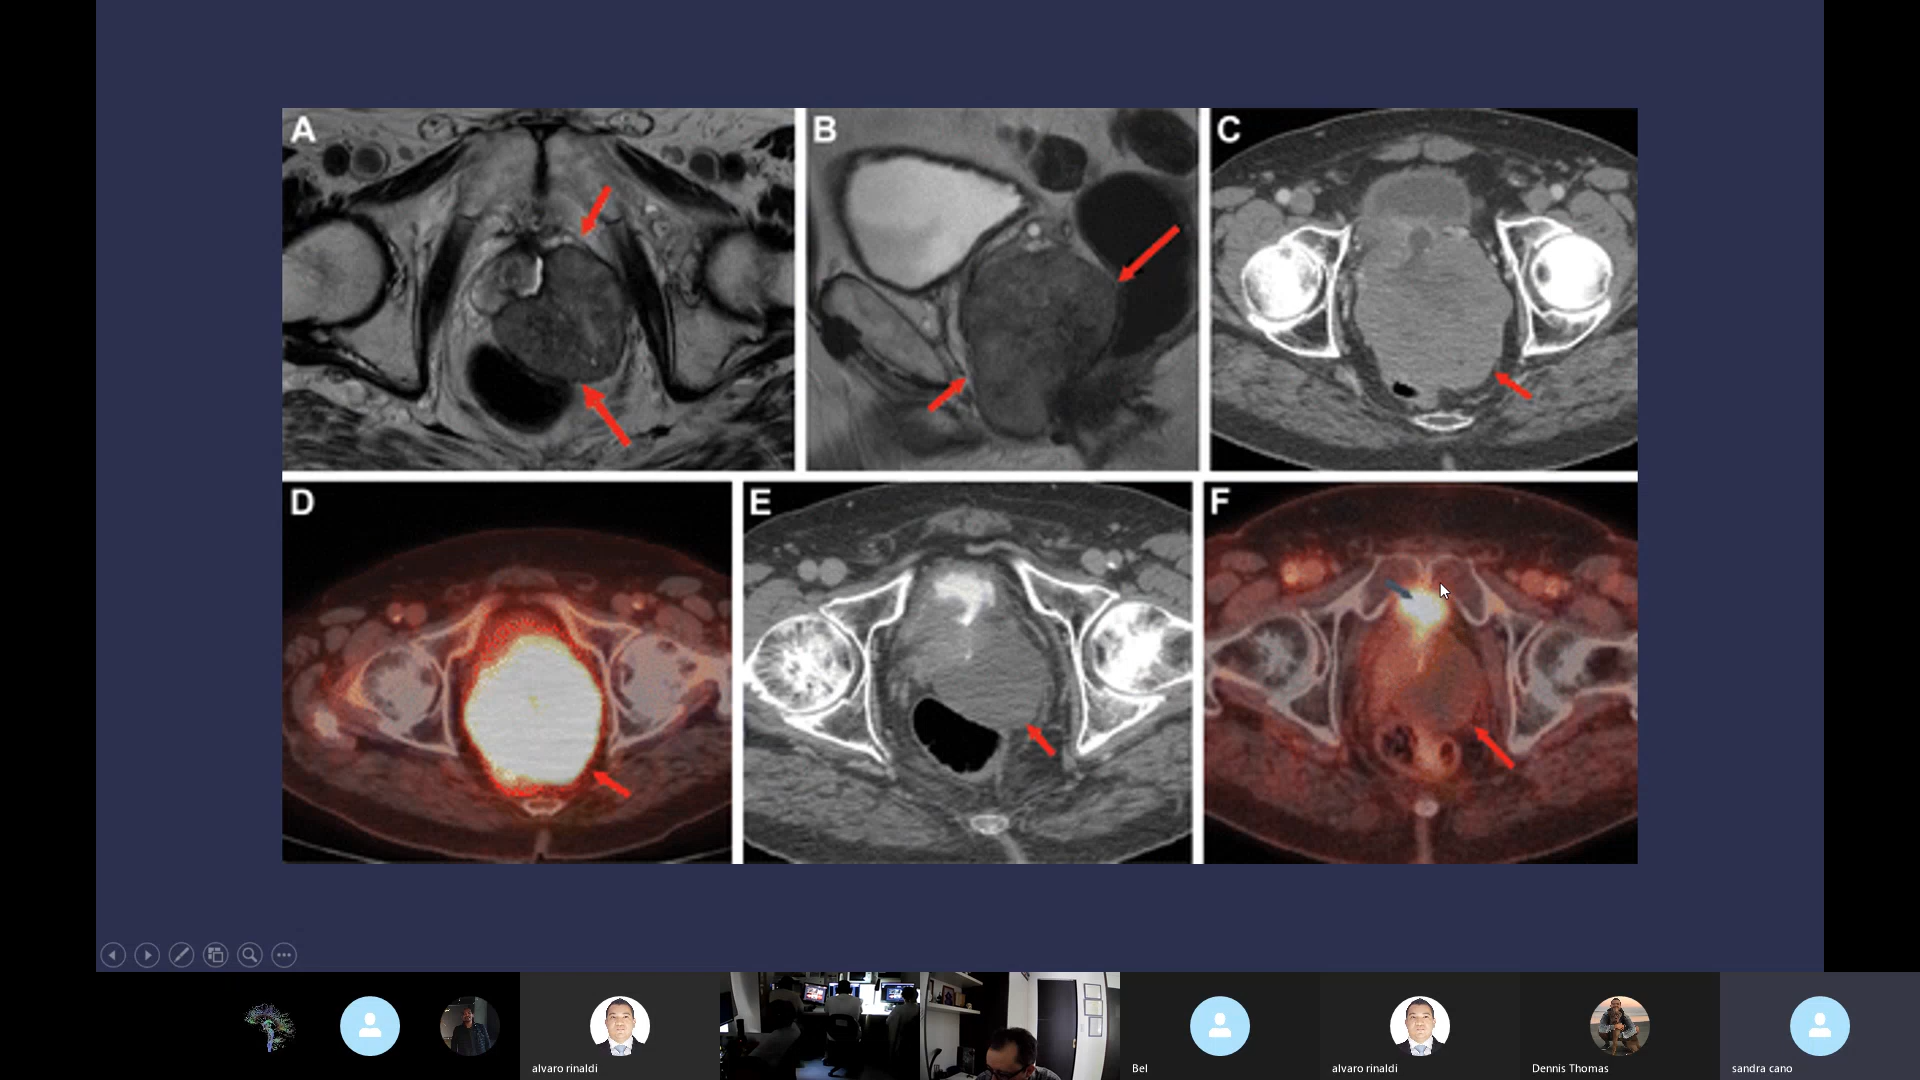 A
B
C
D
E
F
alvaro rinaldi
Bel
alvaro rinaldi
Dennis Thomas
sandra cano